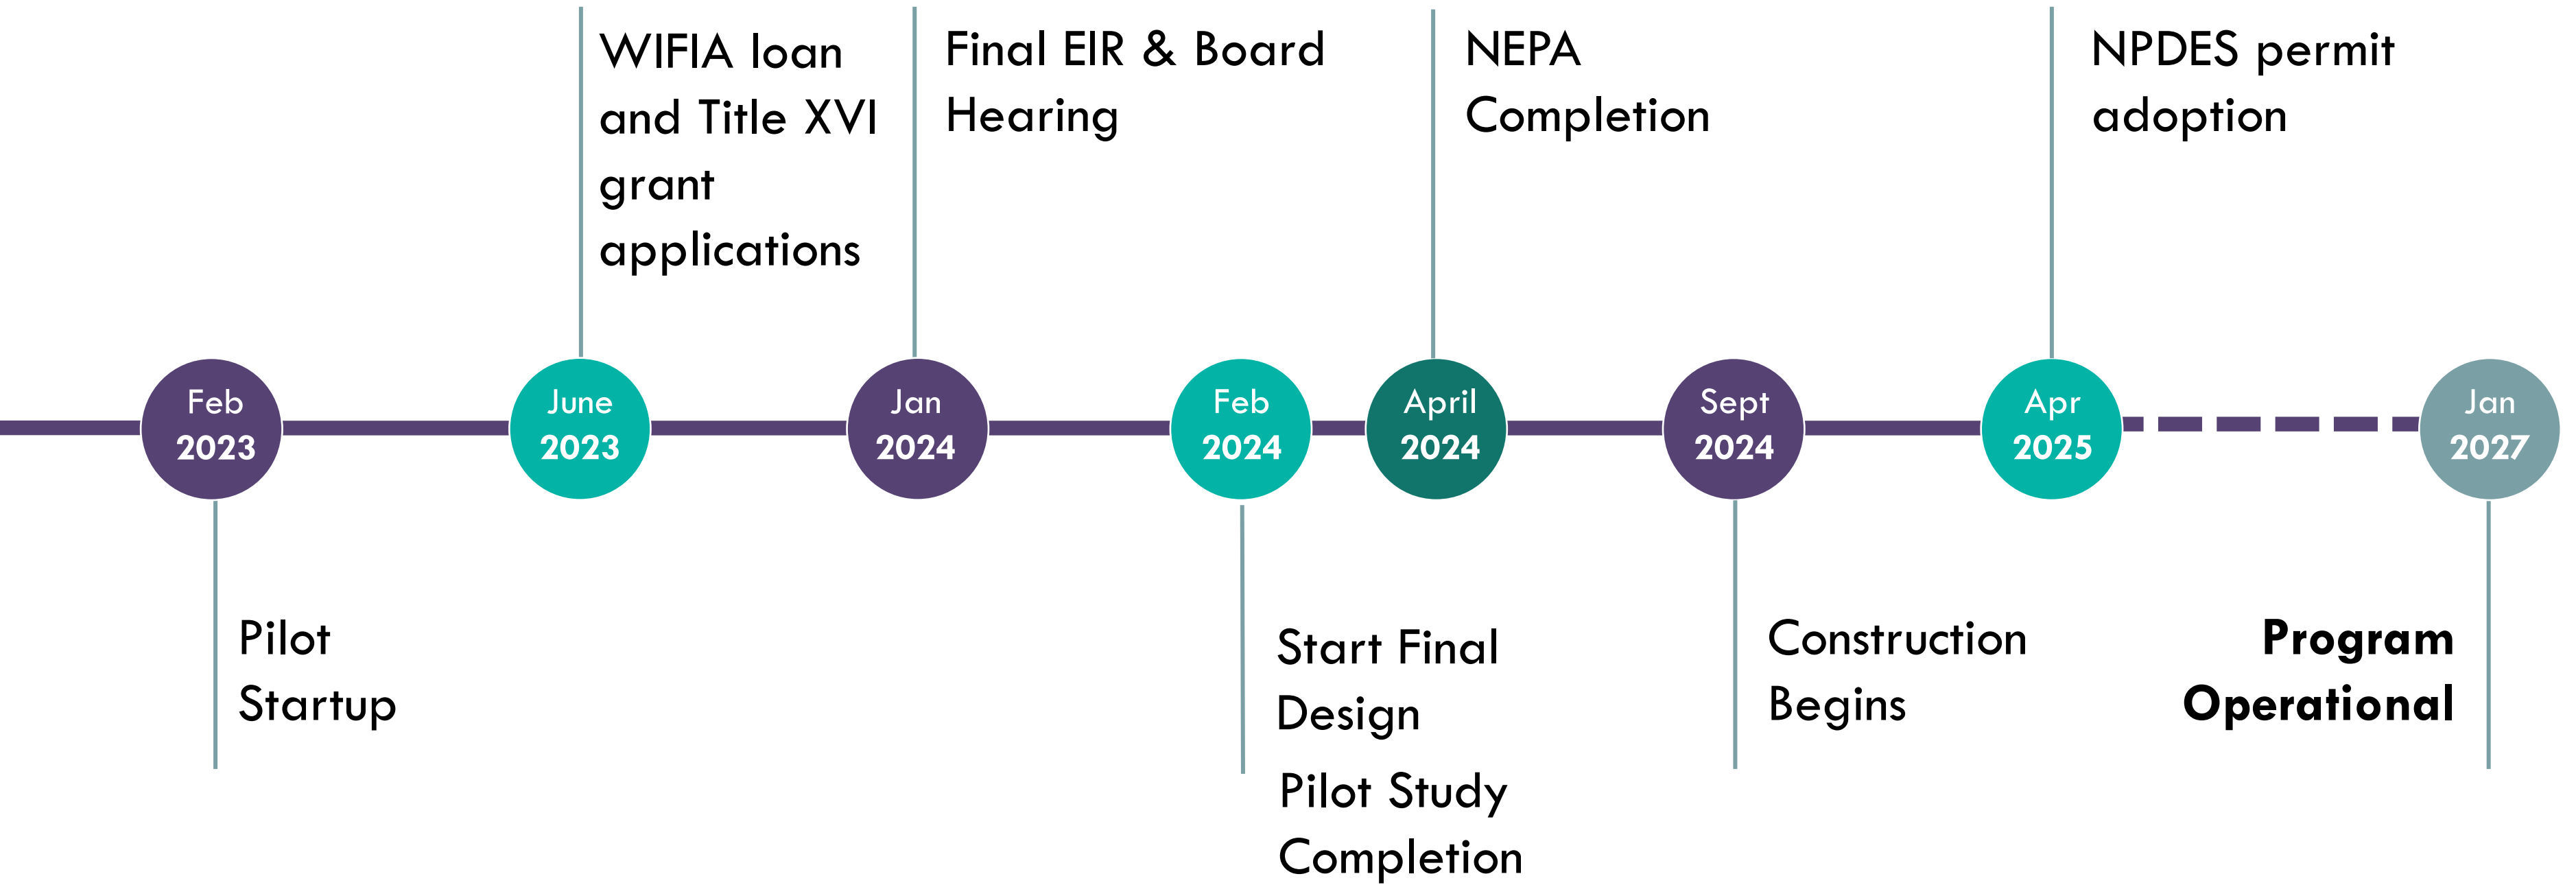 WIFIA loan
and Title XVI
grant
applications
Final EIR & Board
Hearing
NEPA
Completion
NPDES permit
adoption
Feb
2023
June
2023
Jan
2024
Feb
2024
April
2024
Sept
2024
Apr
2025
Jan
2027
Pilot
Startup
Start Final
Design
Pilot Study
Completion
Construction
Begins
Program
Operational